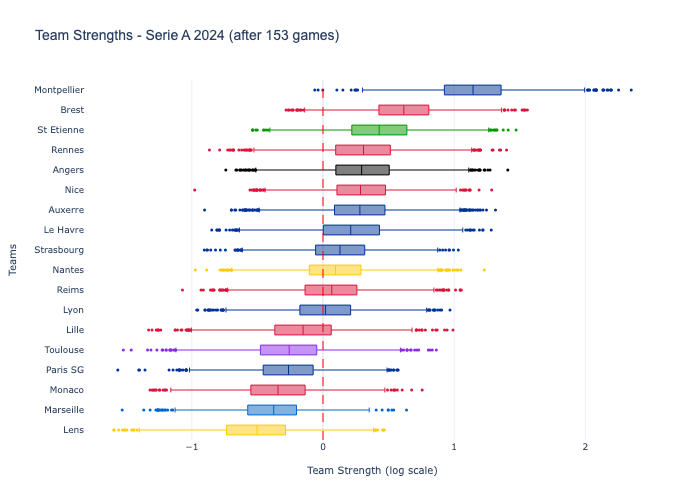 Team Strengths - Serie A 2024 (after 153 games)
Teams
Montpellier
Brest
St Etienne
Rennes
Angers
Nice
Auxerre
Le Havre
Strasbourg
Nantes
Reims
Lyon
Lille
Toulouse
Paris SG
Monaco
Marseille
Lens
−1 0 1 2
Team Strength (log scale)